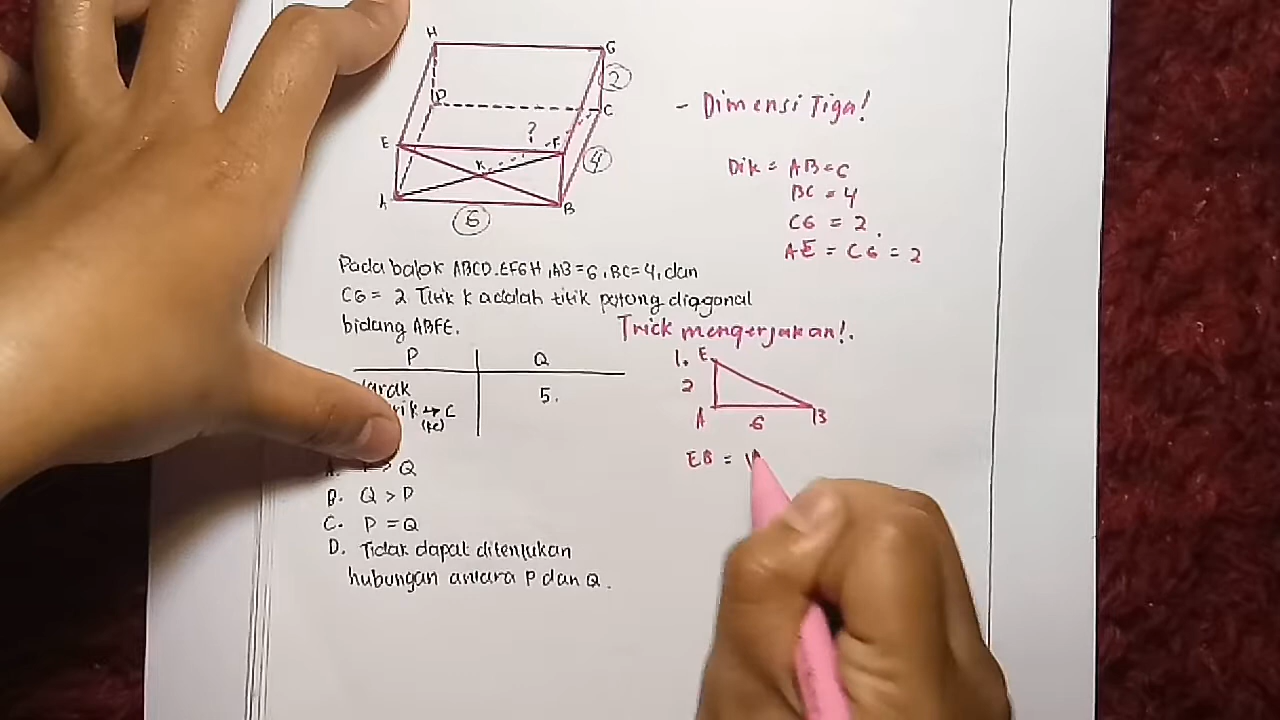 H
G
2
D
C
?
E
F
K
4
A
B
6
- Dimensi Tiga!
Dik = AB = 6
BC = 4
CG = 2.
AE = CG = 2
Pada balok ABCD.EFGH, AB = 6, BC = 4, dan
CG = 2 Titik K adalah titik potong diagonal
bidang ABFE.
P Q
Jarak 5.
C
(ke)
Q
B. Q > P
C. P = Q
D. Tidak dapat ditentukan
hubungan antara P dan Q.
Trick mengerjakan!.
1. E
2
A 6 B
EB =